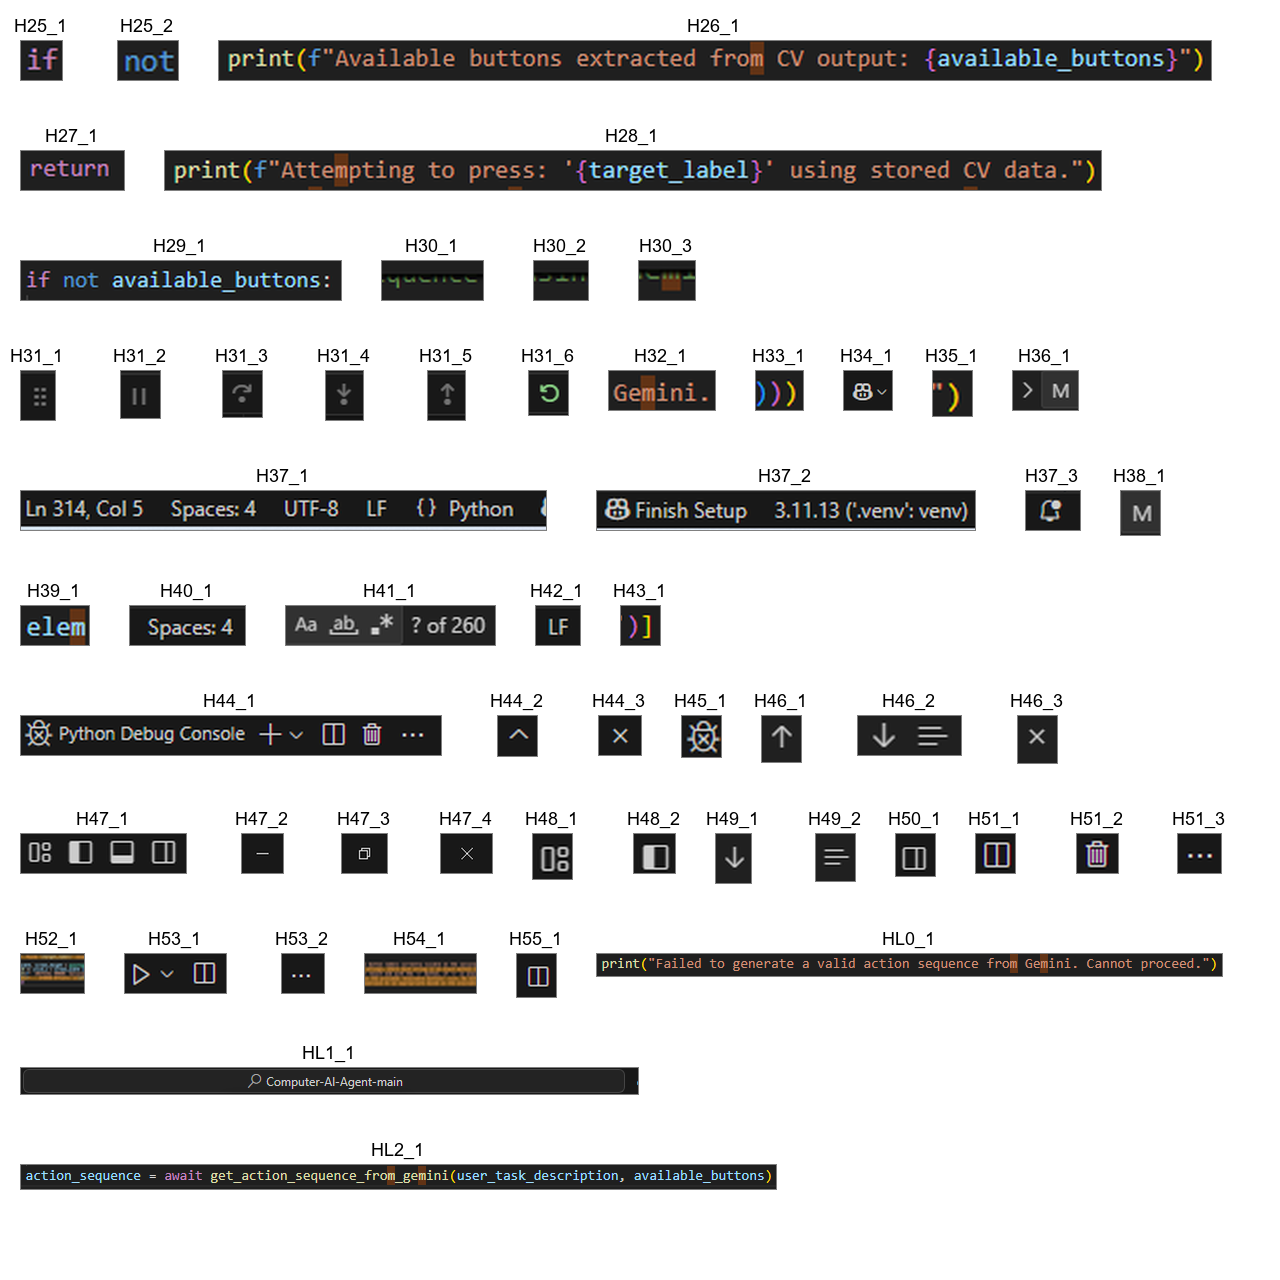 H25_1 H25_2 H26_1
if not print(f"Available buttons extracted from CV output: {available_buttons}")
H27_1 H28_1
return print(f"Attempting to press: '{target_label}' using stored CV data.")
H29_1 H30_1 H30_2 H30_3
if not available_buttons:
H31_1 H31_2 H31_3 H31_4 H31_5 H31_6 H32_1 H33_1 H34_1 H35_1 H36_1
Gemini. ))) ") > M
H37_1 H37_2 H37_3 H38_1
Ln 314, Col 5 Spaces: 4 UTF-8 LF {} Python Finish Setup 3.11.13 ('.venv': venv) M
H39_1 H40_1 H41_1 H42_1 H43_1
elem Spaces: 4 Aa ab .* ? of 260 LF ')]
H44_1 H44_2 H44_3 H45_1 H46_1 H46_2 H46_3
Python Debug Console
H47_1 H47_2 H47_3 H47_4 H48_1 H48_2 H49_1 H49_2 H50_1 H51_1 H51_2 H51_3
H52_1 H53_1 H53_2 H54_1 H55_1 HL0_1
print("Failed to generate a valid action sequence from Gemini. Cannot proceed.")
HL1_1
Computer-AI-Agent-main
HL2_1
action_sequence = await get_action_sequence_from_gemini(user_task_description, available_buttons)